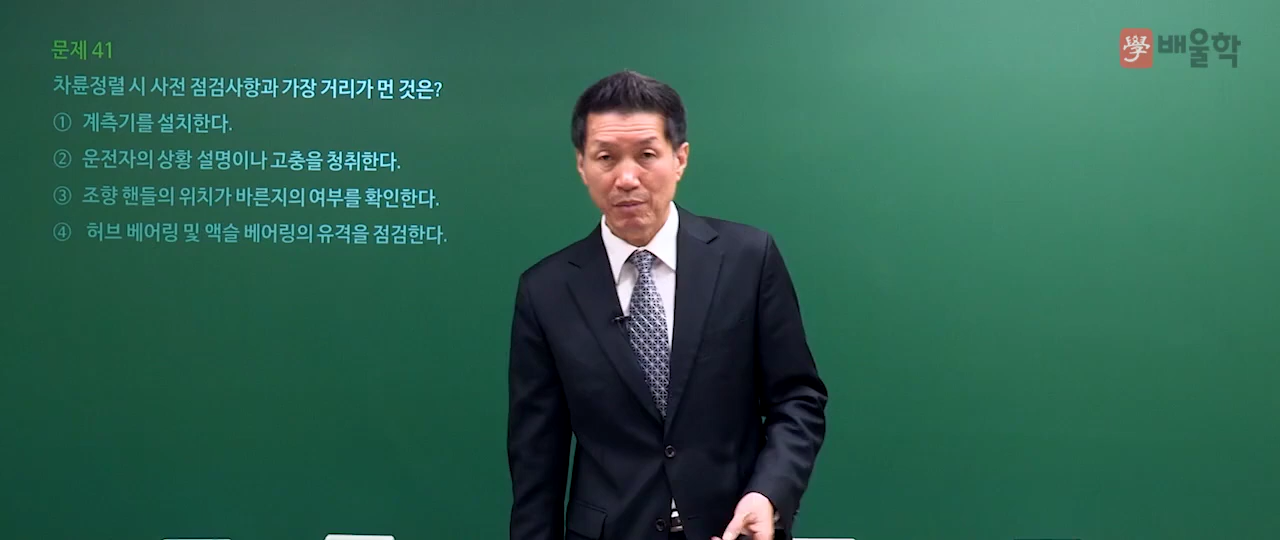 문제 41
차륜정렬 시 사전 점검사항과 가장 거리가 먼 것은?
① 계측기를 설치한다.
② 운전자의 상황 설명이나 고충을 청취한다.
③ 조향 핸들의 위치가 바른지의 여부를 확인한다.
④ 허브 베어링 및 액슬 베어링의 유격을 점검한다.
學 배울학